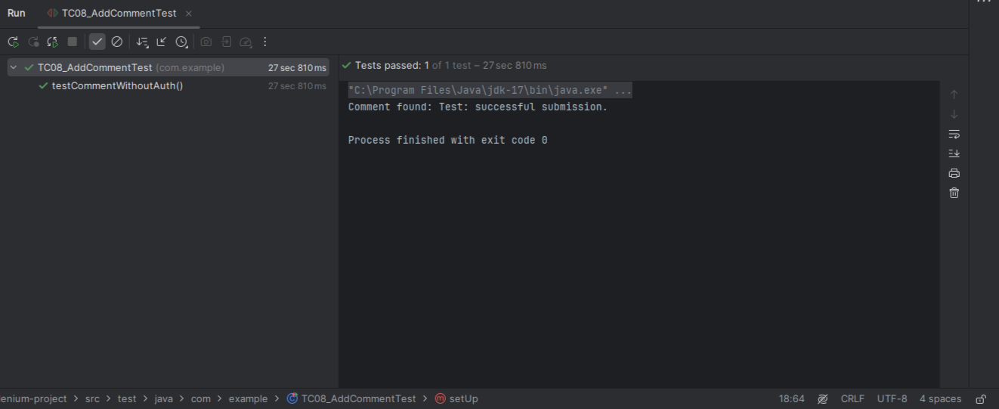 Run TC08_AddCommentTest
TC08_AddCommentTest (com.example) 27 sec 810 ms
testCommentWithoutAuth() 27 sec 810 ms
Tests passed: 1 of 1 test – 27 sec 810 ms
"C:\Program Files\Java\jdk-17\bin\java.exe" ...
Comment found: Test: successful submission.
Process finished with exit code 0
lenium-project > src > test > java > com > example > TC08_AddCommentTest > setUp 18:64 CRLF UTF-8 4 spaces